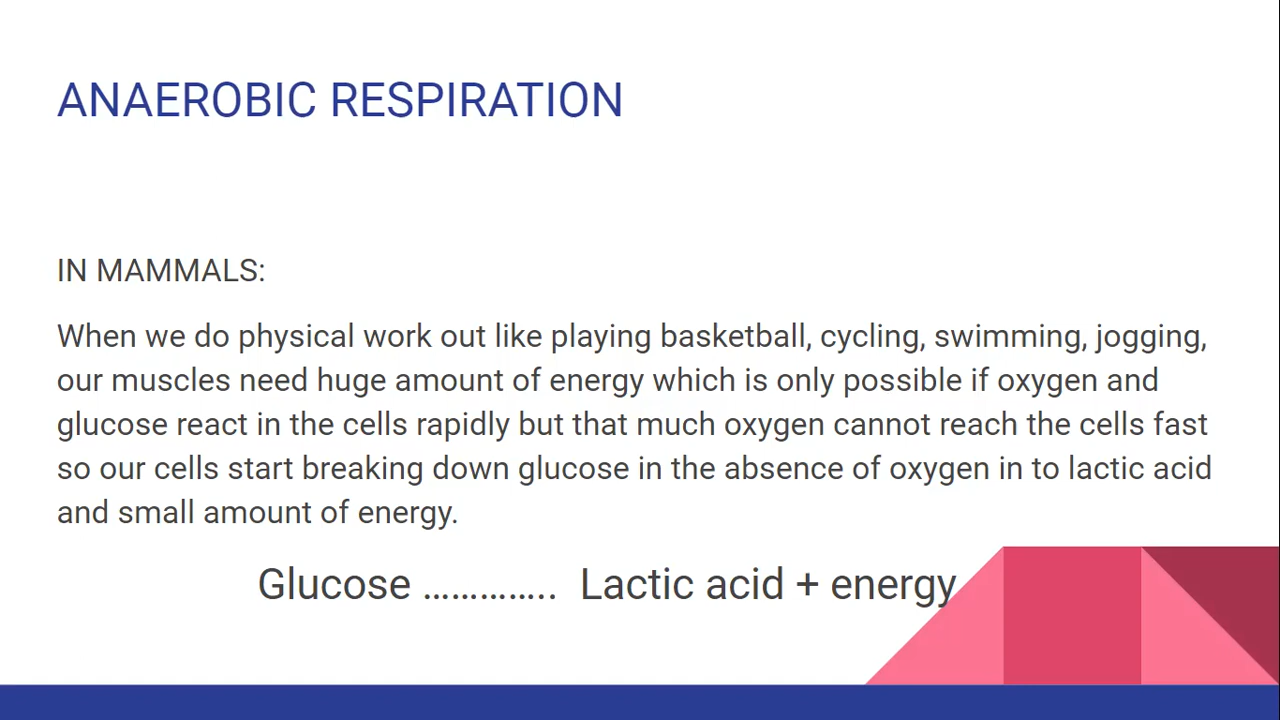 ANAEROBIC RESPIRATION
IN MAMMALS:
When we do physical work out like playing basketball, cycling, swimming, jogging,
our muscles need huge amount of energy which is only possible if oxygen and
glucose react in the cells rapidly but that much oxygen cannot reach the cells fast
so our cells start breaking down glucose in the absence of oxygen in to lactic acid
and small amount of energy.
Glucose ………….. Lactic acid + energy